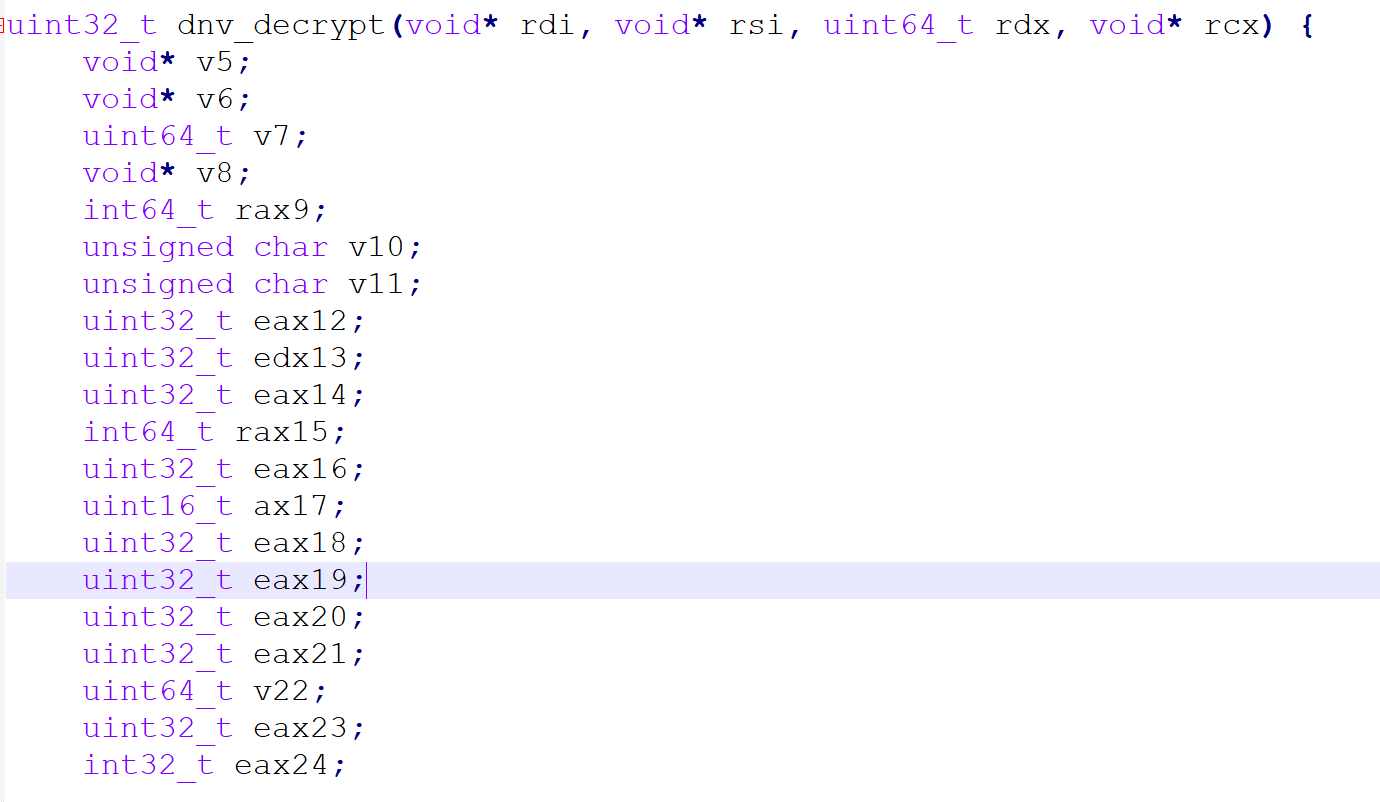 uint32_t dnv_decrypt(void* rdi, void* rsi, uint64_t rdx, void* rcx) {
    void* v5;
    void* v6;
    uint64_t v7;
    void* v8;
    int64_t rax9;
    unsigned char v10;
    unsigned char v11;
    uint32_t eax12;
    uint32_t edx13;
    uint32_t eax14;
    int64_t rax15;
    uint32_t eax16;
    uint16_t ax17;
    uint32_t eax18;
    uint32_t eax19;
    uint32_t eax20;
    uint32_t eax21;
    uint64_t v22;
    uint32_t eax23;
    int32_t eax24;